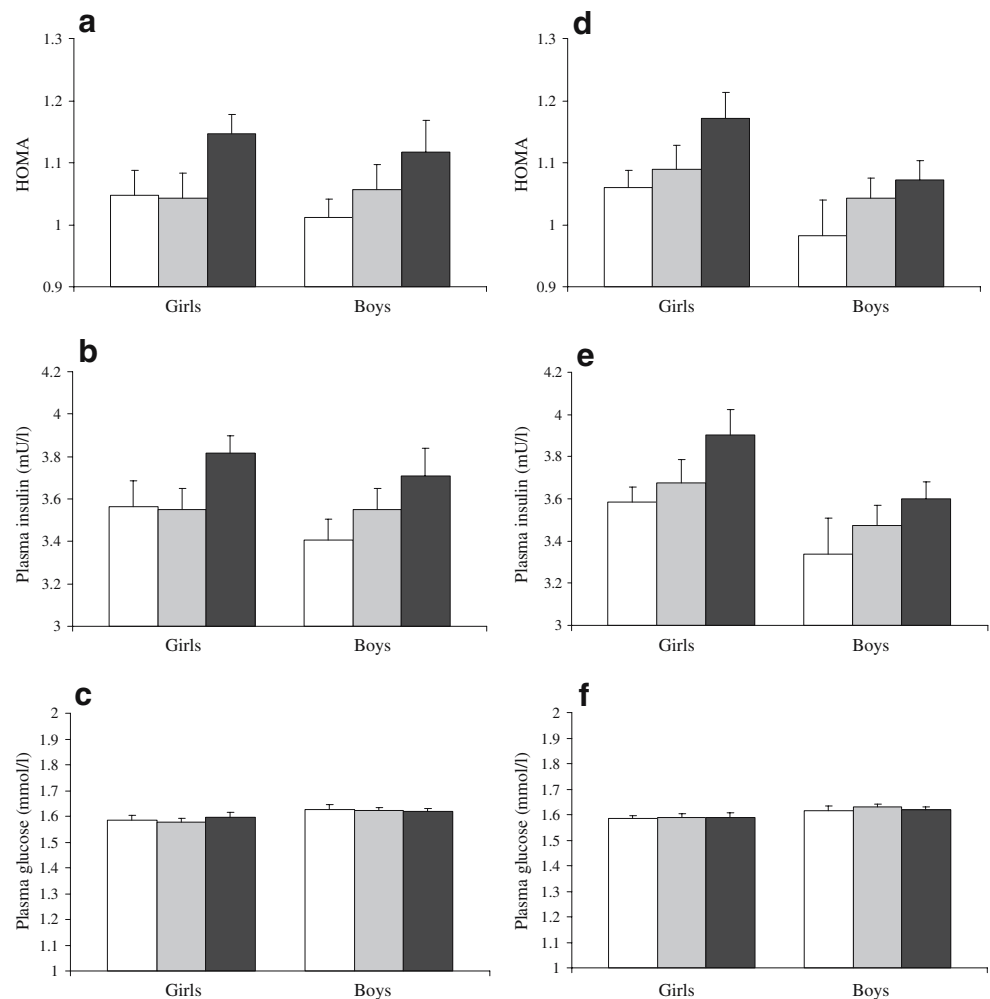 a
HOMA
1.3
1.2
1.1
1
0.9
Girls Boys
b
Plasma insulin (mU/l)
4.2
4
3.8
3.6
3.4
3.2
3
Girls Boys
c
Plasma glucose (mmol/l)
2
1.9
1.8
1.7
1.6
1.5
1.4
1.3
1.2
1.1
1
Girls Boys
d
HOMA
1.3
1.2
1.1
1
0.9
Girls Boys
e
Plasma insulin (mU/l)
4.2
4
3.8
3.6
3.4
3.2
3
Girls Boys
f
Plasma glucose (mmol/l)
2
1.9
1.8
1.7
1.6
1.5
1.4
1.3
1.2
1.1
1
Girls Boys